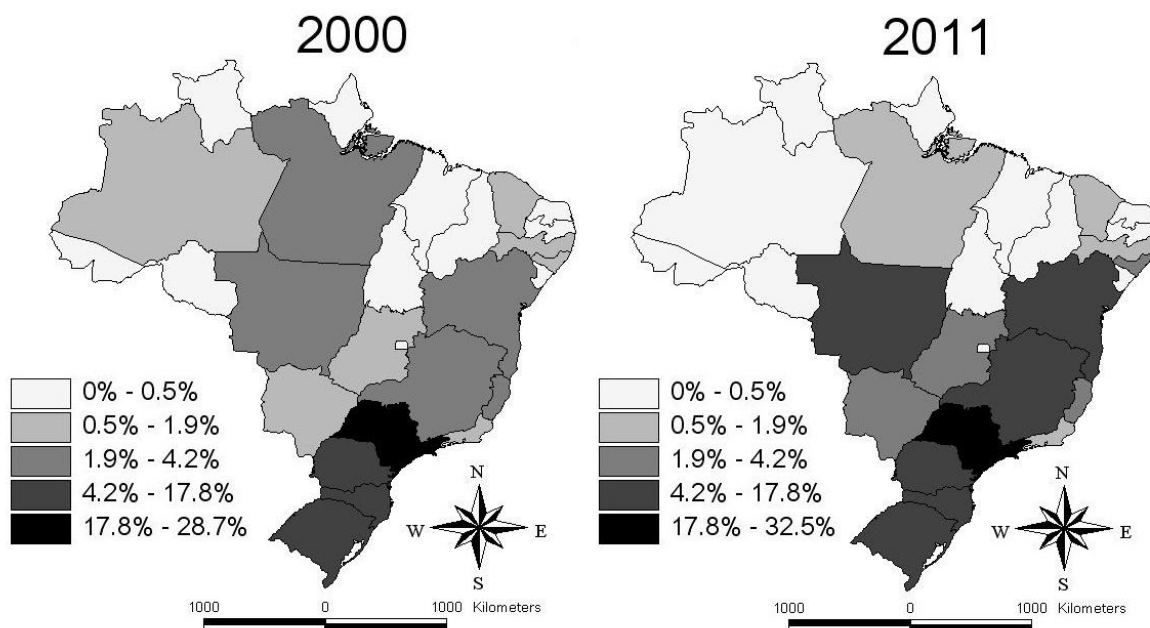 2000
0% - 0.5%
0.5% - 1.9%
1.9% - 4.2%
4.2% - 17.8%
17.8% - 28.7%
N
W
E
S
1000 0 1000 Kilometers
2011
0% - 0.5%
0.5% - 1.9%
1.9% - 4.2%
4.2% - 17.8%
17.8% - 32.5%
N
W
E
S
1000 0 1000 Kilometers